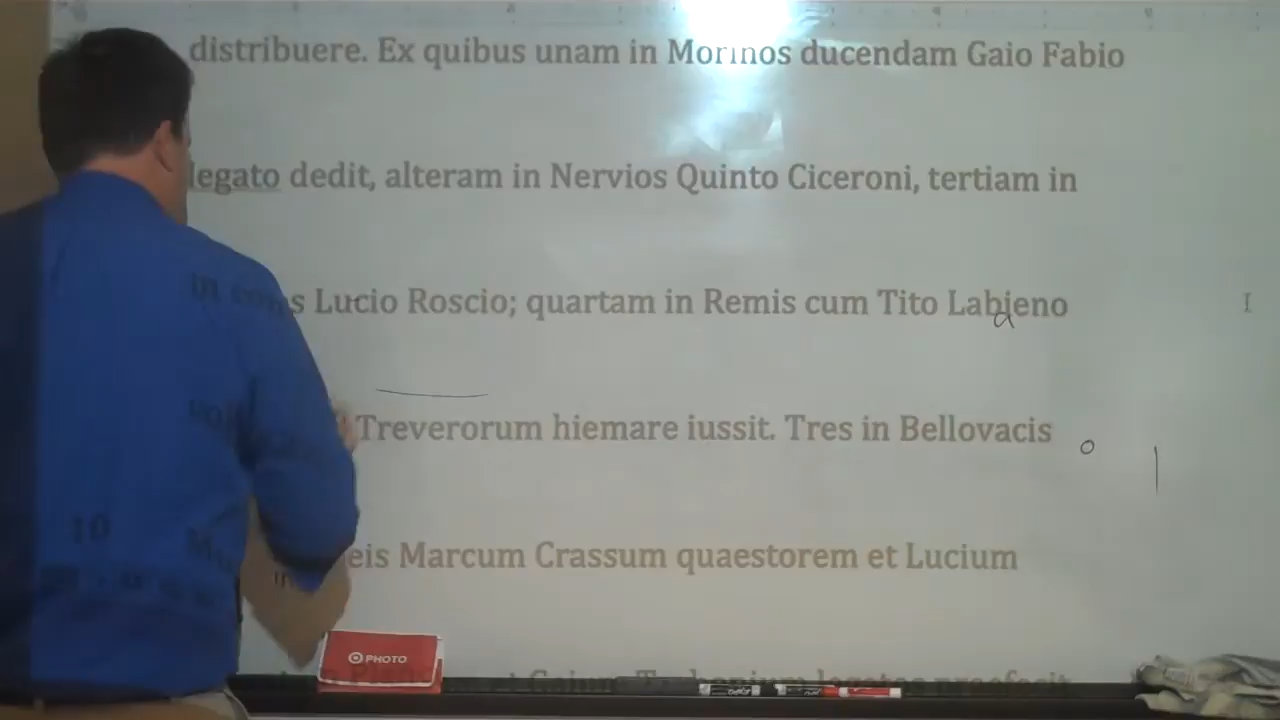 distribuere. Ex quibus unam in Morinos ducendam Gaio Fabio
legato dedit, alteram in Nervios Quinto Ciceroni, tertiam in
Lucio Roscio; quartam in Remis cum Tito Labieno
a
Treverorum hiemare iussit. Tres in Bellovacis
o
10
eis Marcum Crassum quaestorem et Lucium
PHOTO